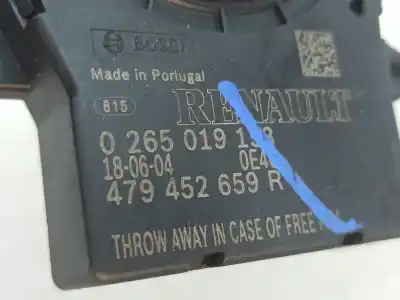 BOSCH
Made in Portugal
815
RENAULT
0 265 019 138
18-06-04
479 452 659 R
THROW AWAY IN CASE OF FREE